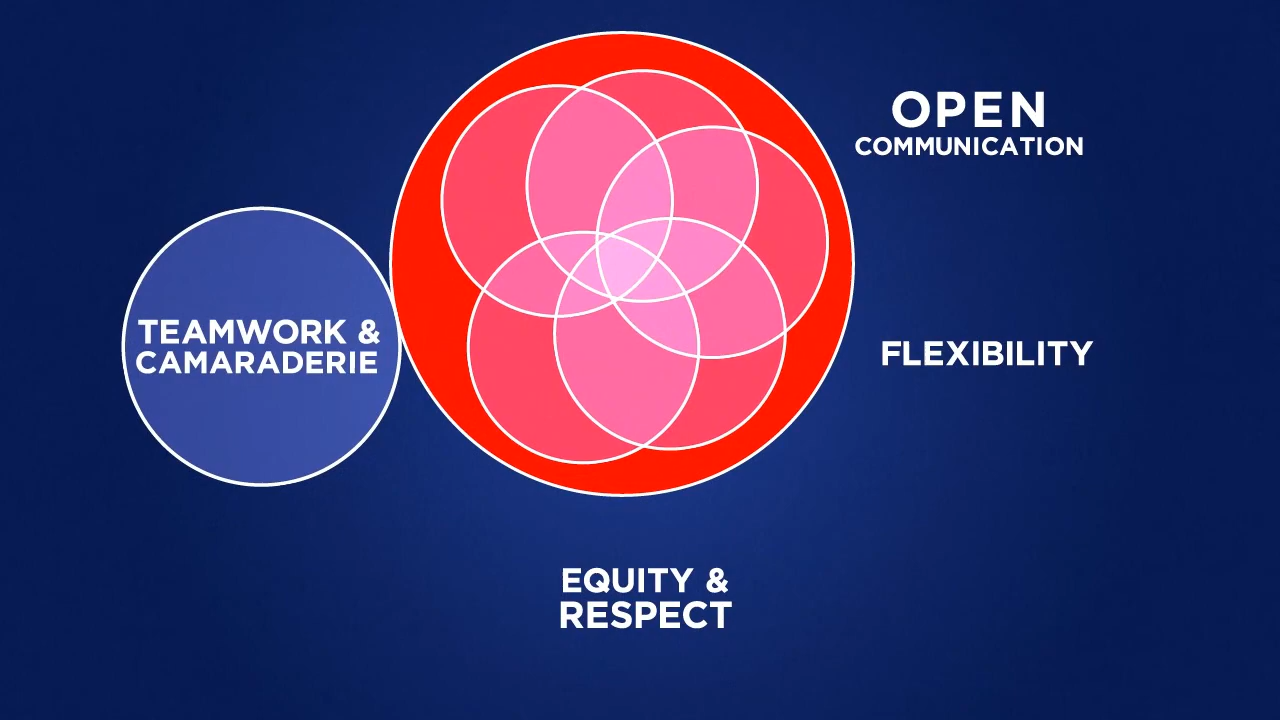 OPEN
COMMUNICATION
TEAMWORK &
CAMARADERIE
FLEXIBILITY
EQUITY &
RESPECT